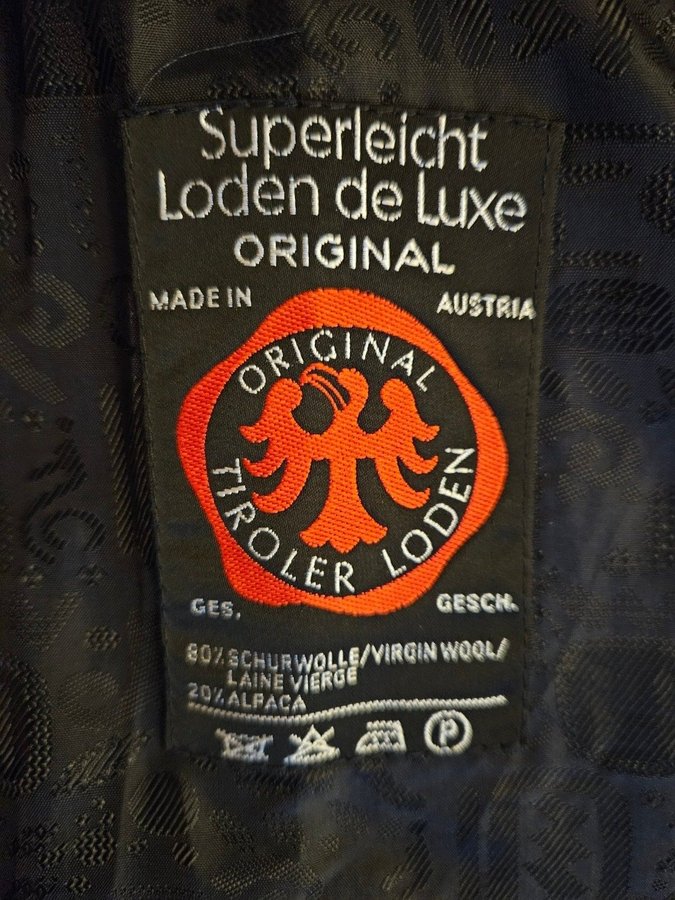 Superleicht
Loden de Luxe
ORIGINAL
MADE IN AUSTRIA
ORIGINAL
TIROLER LODEN
GES. GESCH.
80% SCHURWOLLE/VIRGIN WOOL/
LAINE VIERGE
20% ALPACA
P